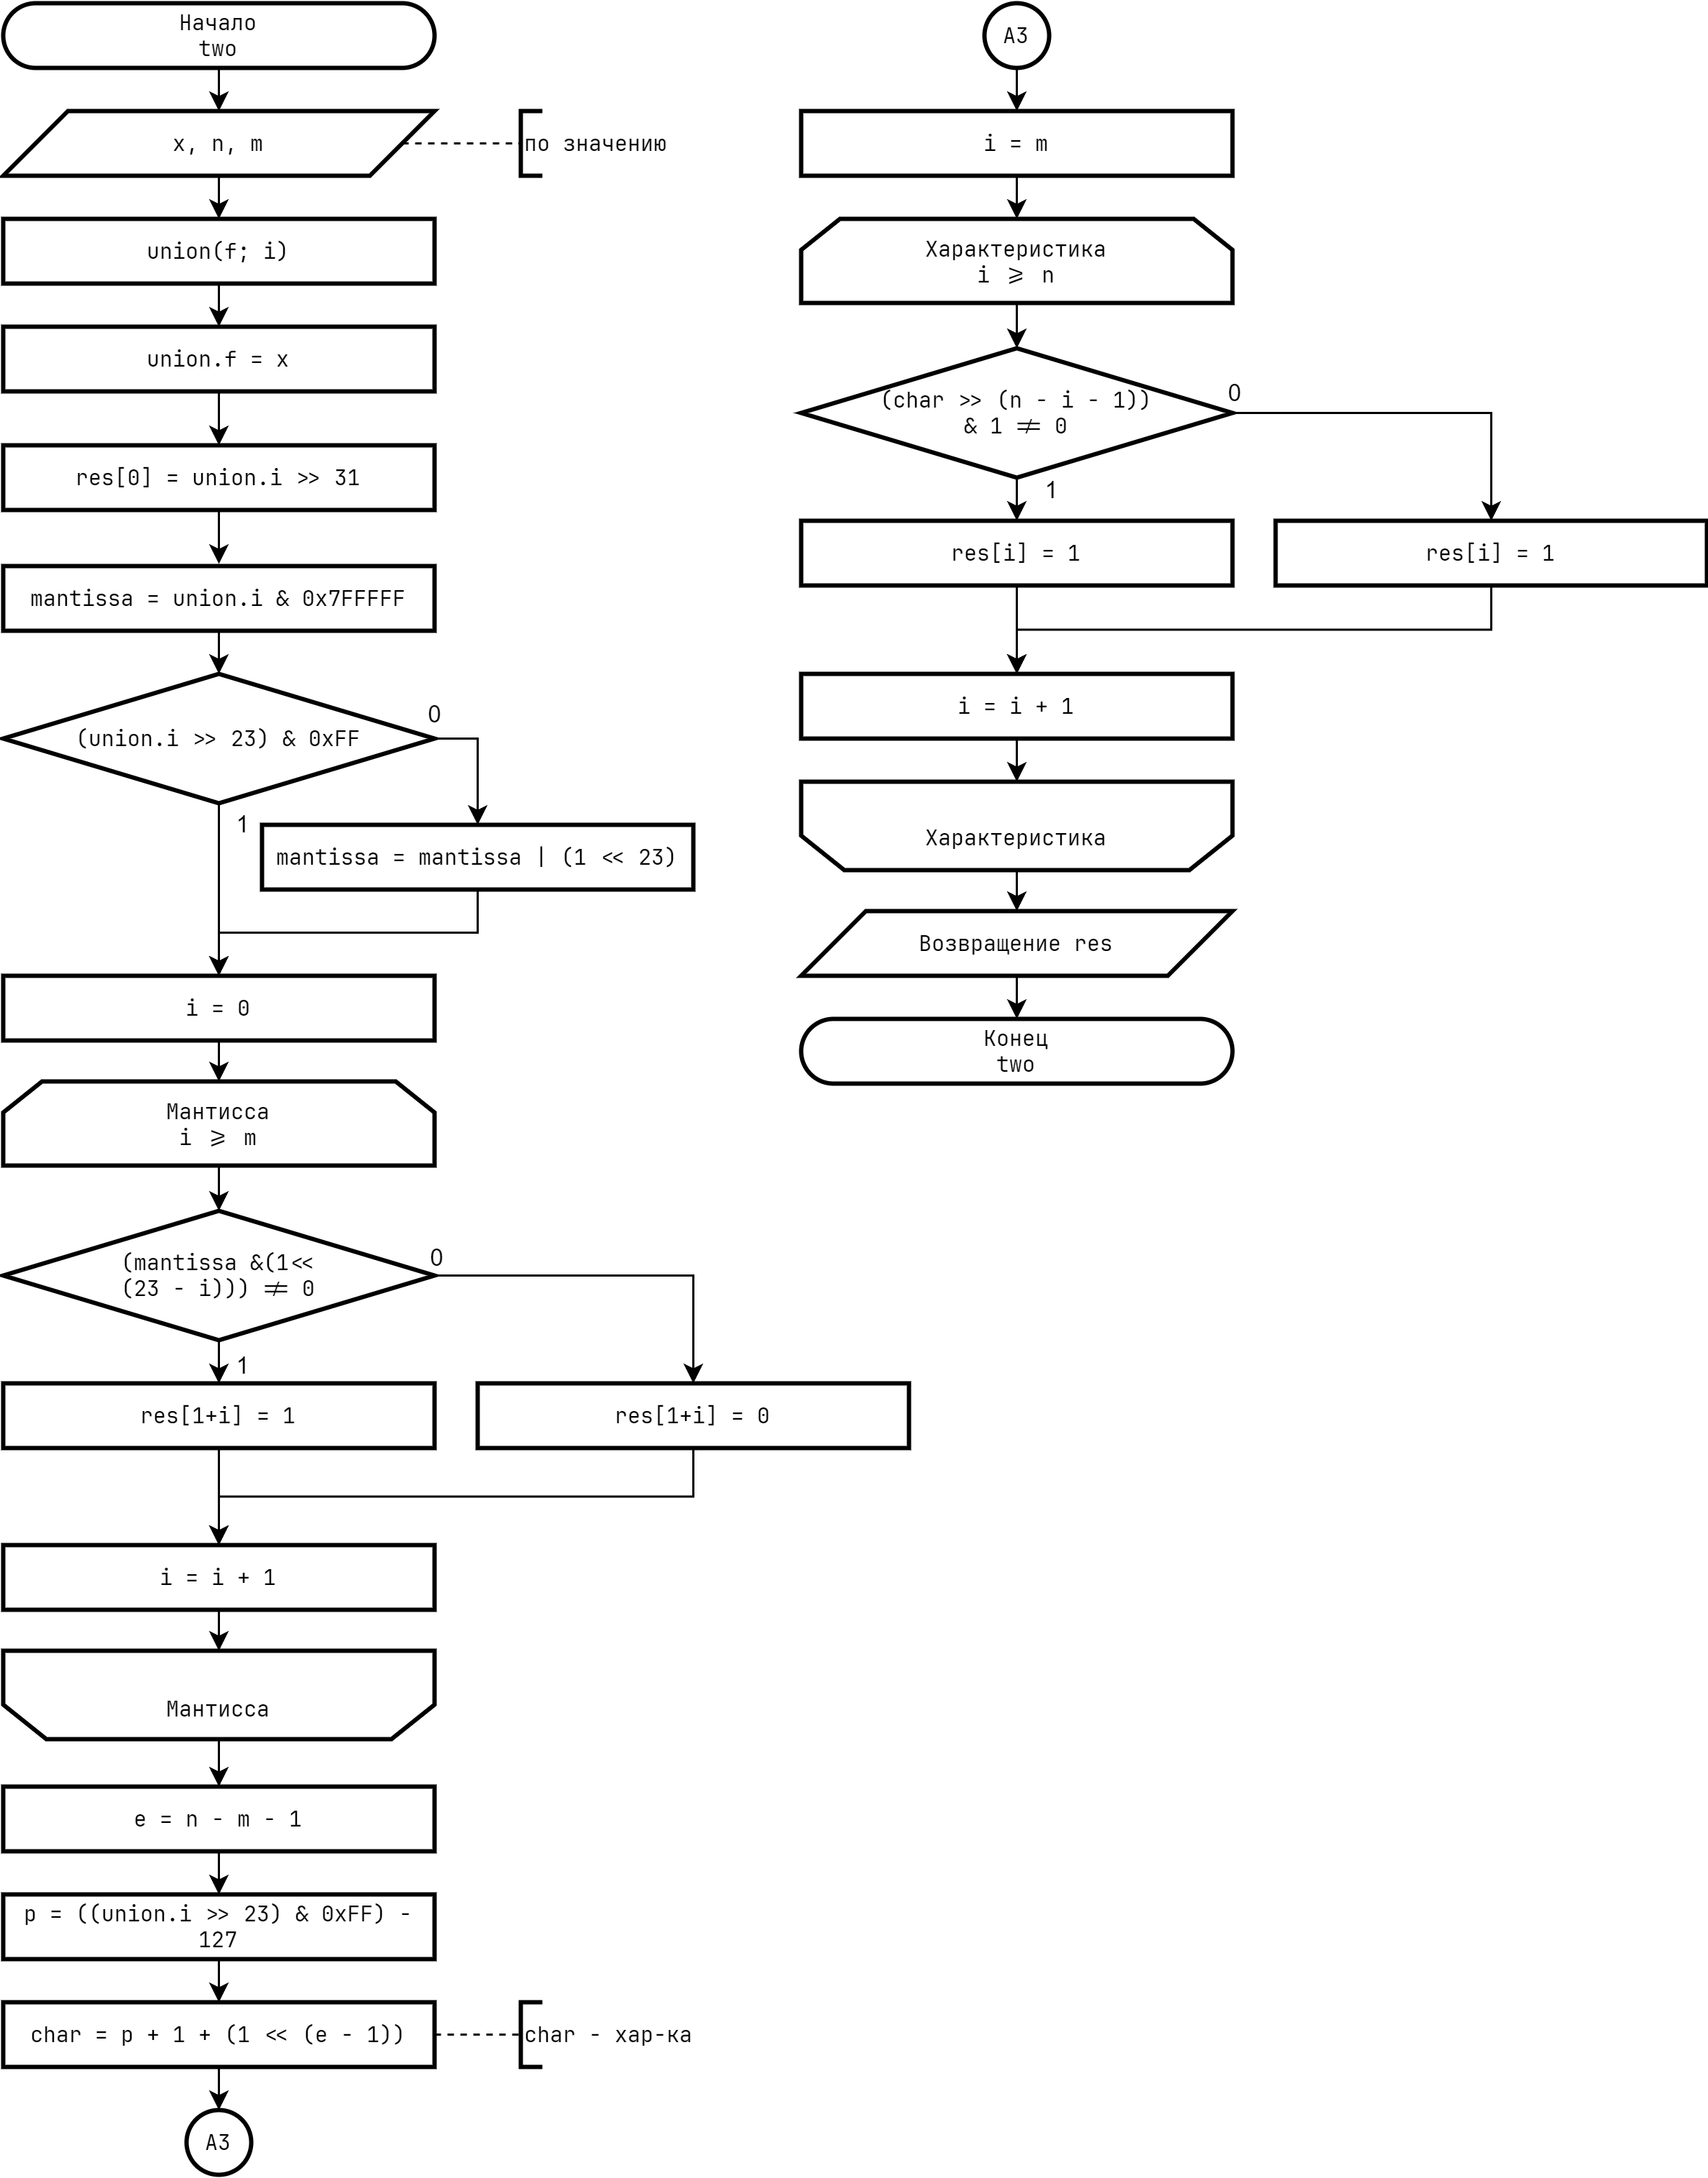 Начало
two
x, n, m
по значению
union(f; i)
union.f = x
res[0] = union.i >> 31
mantissa = union.i & 0x7FFFFF
(union.i >> 23) & 0xFF
0
1
mantissa = mantissa | (1 << 23)
i = 0
Мантисса
i ⩾ m
(mantissa &(1<<
(23 - i))) ≠ 0
0
1
res[1+i] = 1
res[1+i] = 0
i = i + 1
Мантисса
e = n - m - 1
p = ((union.i >> 23) & 0xFF) -
127
char = p + 1 + (1 << (e - 1))
char - хар-ка
А3
А3
i = m
Характеристика
i ⩾ n
(char >> (n - i - 1))
& 1 ≠ 0
0
1
res[i] = 1
res[i] = 1
i = i + 1
Характеристика
Возвращение res
Конец
two